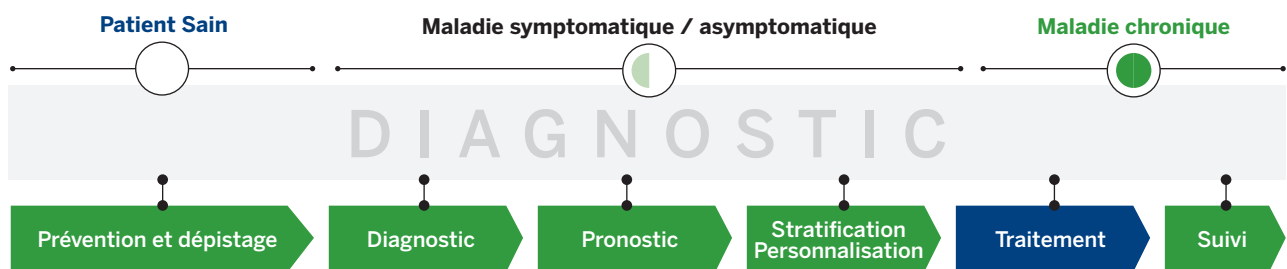 Patient Sain
Maladie symptomatique / asymptomatique
Maladie chronique
DIAGNOSTIC
Prévention et dépistage
Diagnostic
Pronostic
Stratification
Personnalisation
Traitement
Suivi